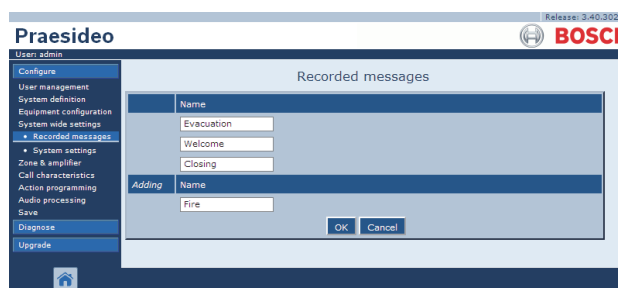 Release: 3.40.302
Praesideo
BOSCH
User: admin
Configure
User management
System definition
Equipment configuration
System wide settings
• Recorded messages
• System settings
Zone & amplifier
Call characteristics
Action programming
Audio processing
Save
Diagnose
Upgrade
Recorded messages
Name
Evacuation
Welcome
Closing
Adding Name
Fire
OK Cancel